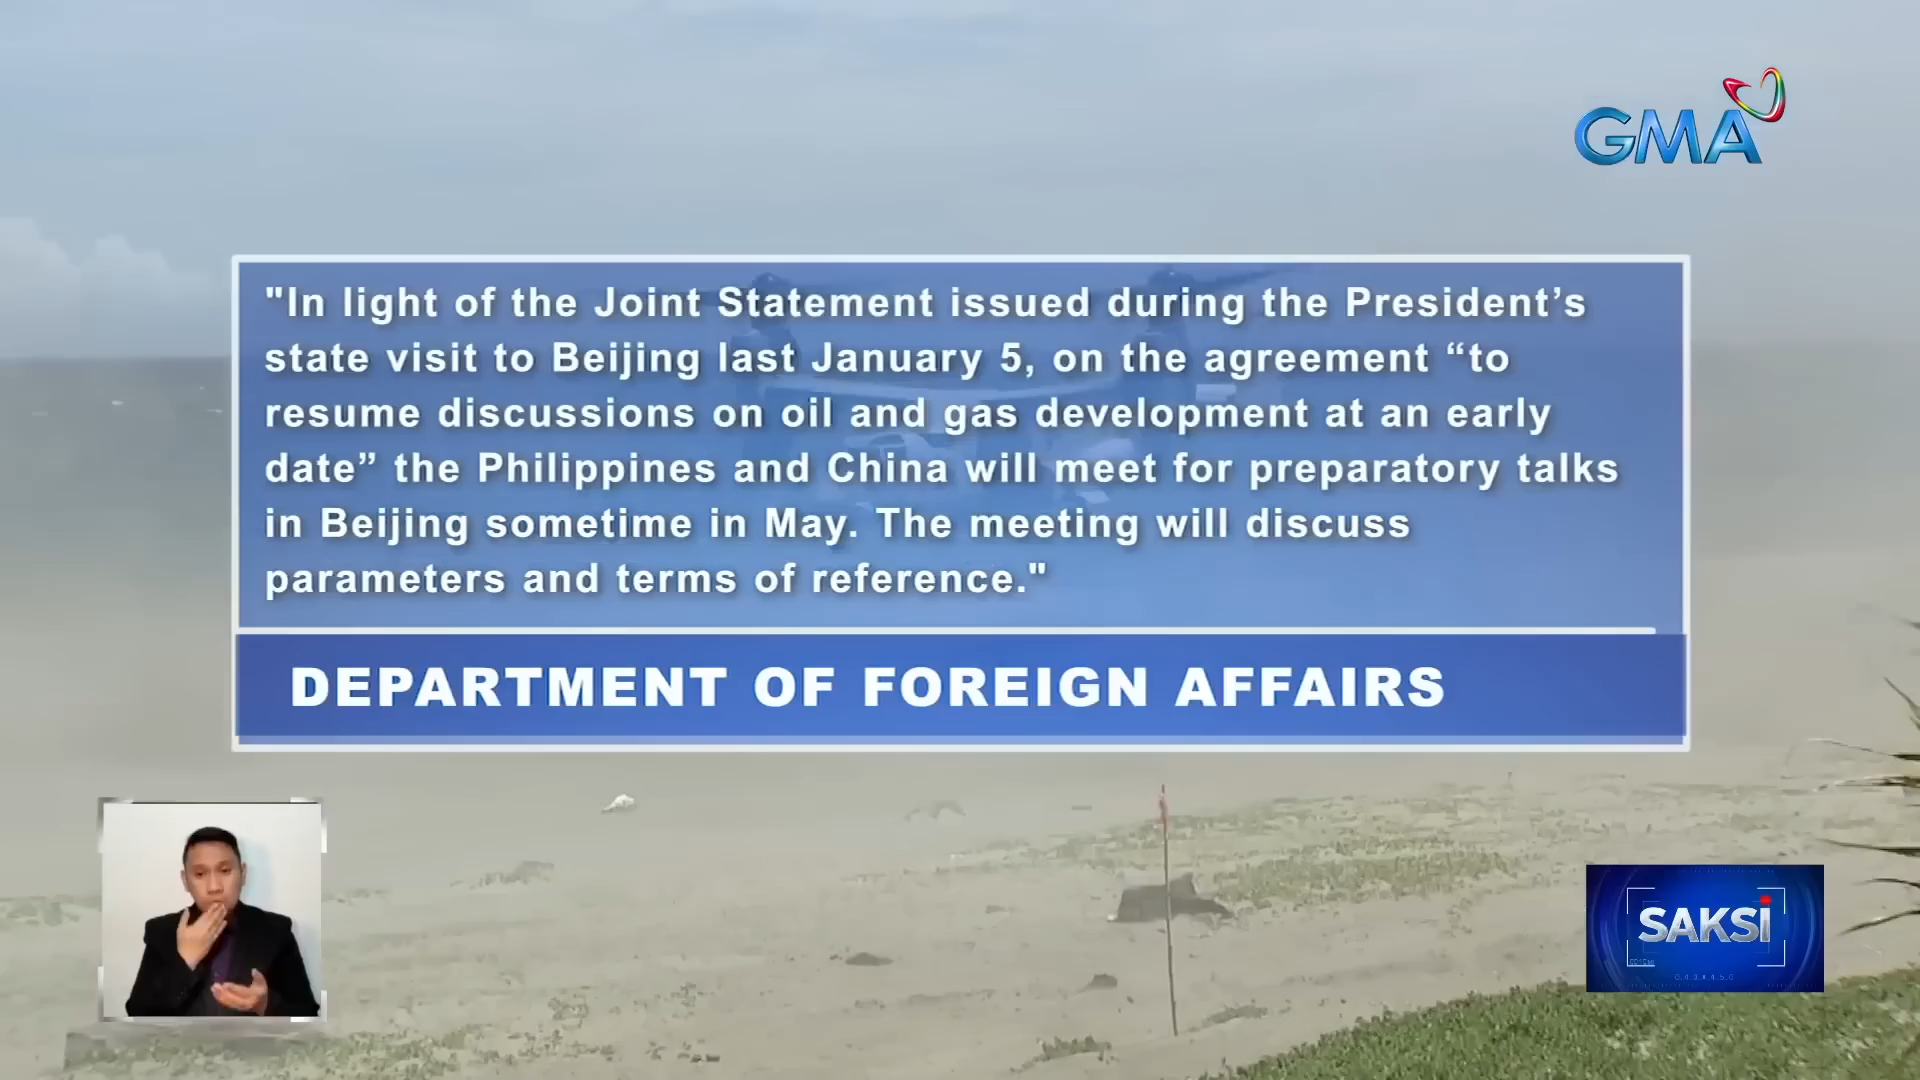 GMA
"In light of the Joint Statement issued during the President’s
state visit to Beijing last January 5, on the agreement “to
resume discussions on oil and gas development at an early
date” the Philippines and China will meet for preparatory talks
in Beijing sometime in May. The meeting will discuss
parameters and terms of reference."
DEPARTMENT OF FOREIGN AFFAIRS
SAKSI